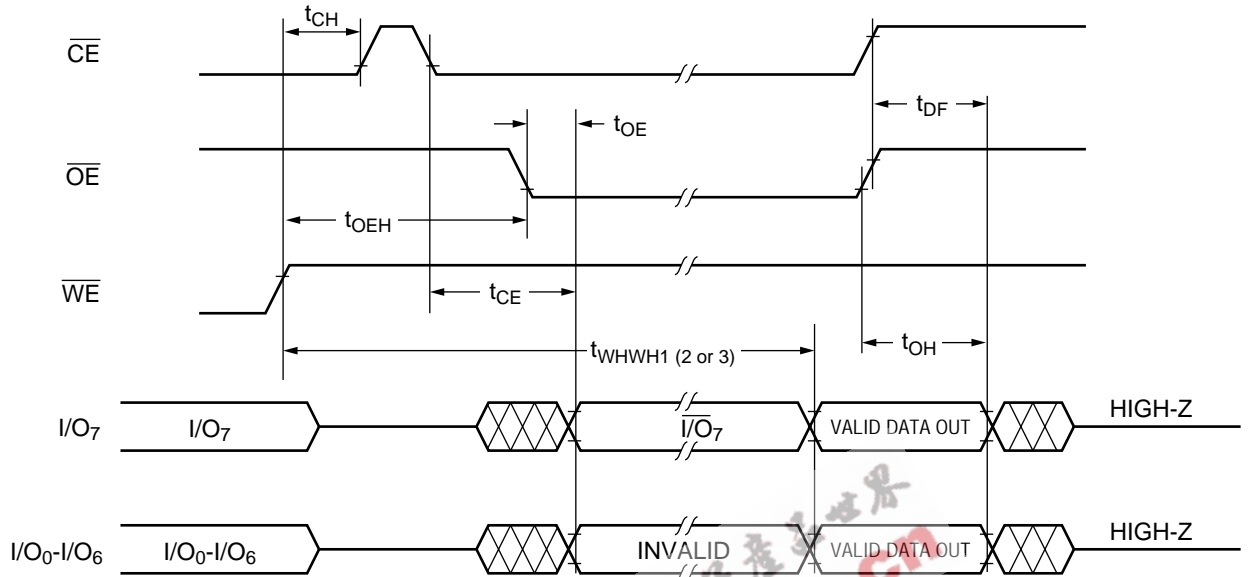 tCH
CE
tDF
tOE
OE
tOEH
WE
tCE
tWHWH1 (2 or 3)
tOH
I/O7 I/O7 I/O7 VALID DATA OUT HIGH-Z
I/O0-I/O6 I/O0-I/O6 INVALID VALID DATA OUT HIGH-Z